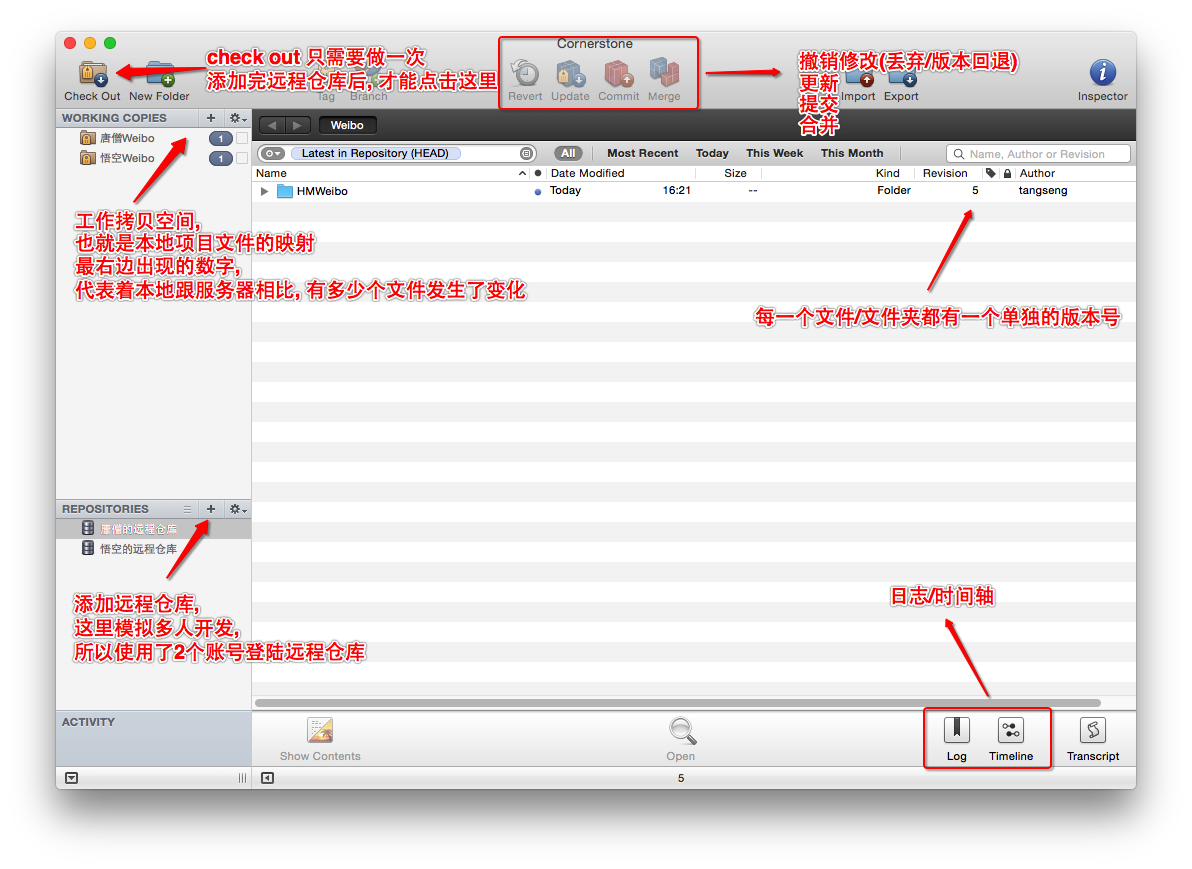 Cornerstone
check out 只需要做一次
添加完远程仓库后, 才能点击这里
撤销修改(丢弃/版本回退)
更新
提交
合并
Check Out New Folder Tag Branch Revert Update Commit Merge Import Export Inspector
WORKING COPIES
唐僧Weibo 1
悟空Weibo 1
Weibo
Latest in Repository (HEAD) All Most Recent Today This Week This Month Name, Author or Revision
Name Date Modified Size Kind Revision Author
HMWeibo Today 16:21 -- Folder 5 tangseng
工作拷贝空间,
也就是本地项目文件的映射
最右边出现的数字,
代表着本地跟服务器相比, 有多少个文件发生了变化
每一个文件/文件夹都有一个单独的版本号
REPOSITORIES
唐僧的远程仓库
悟空的远程仓库
添加远程仓库,
这里模拟多人开发,
所以使用了2个账号登陆远程仓库
日志/时间轴
ACTIVITY
Show Contents Open Log Timeline Transcript
5